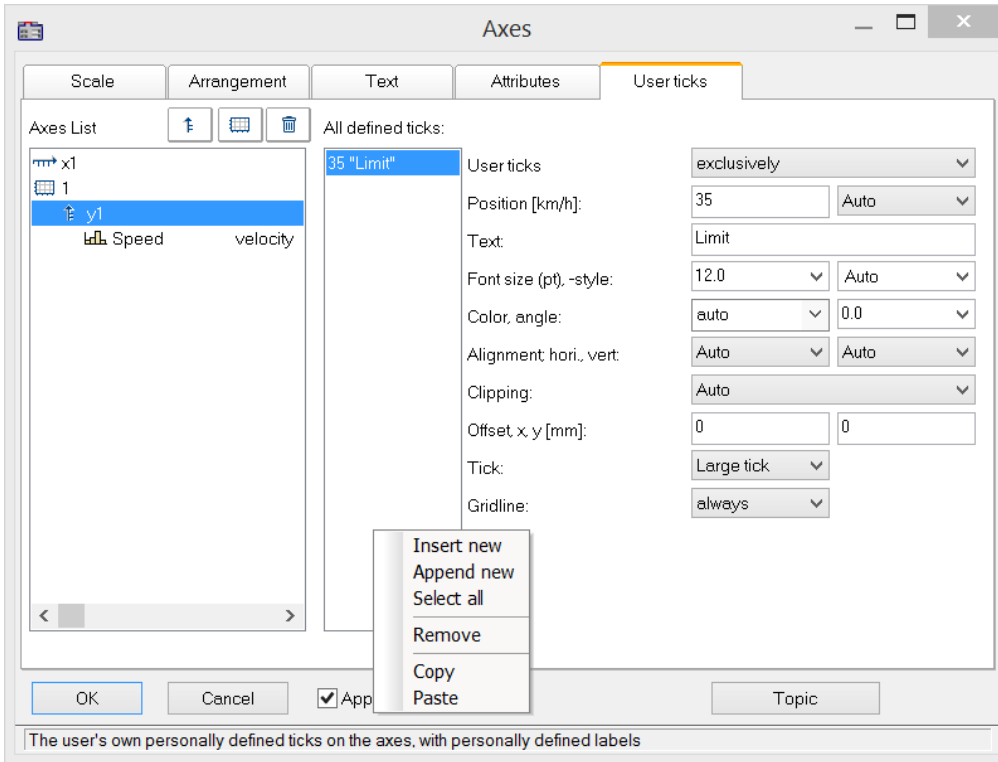 Axes
Scale
Arrangement
Text
Attributes
User ticks
Axes List
All defined ticks:
x1
1
y1
Speed velocity
35 "Limit"
User ticks exclusively
Position [km/h]: 35 Auto
Text: Limit
Font size (pt), -style: 12.0 Auto
Color, angle: auto 0.0
Alignment; hori., vert: Auto Auto
Clipping: Auto
Offset, x, y [mm]: 0 0
Tick: Large tick
Gridline: always
Insert new
Append new
Select all
Remove
Copy
Paste
OK
Cancel
App
Topic
The user's own personally defined ticks on the axes, with personally defined labels